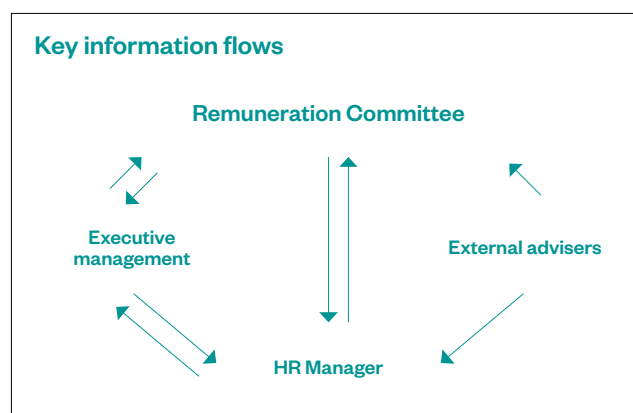 Key information flows
Remuneration Committee
Executive
management
External advisers
HR Manager